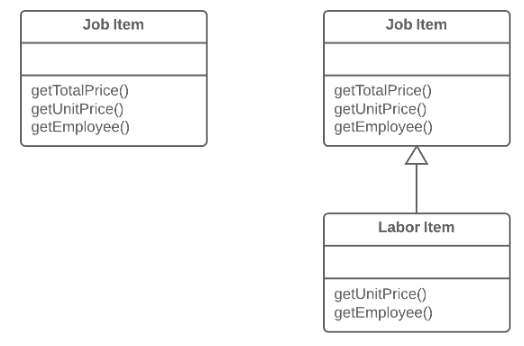 Job Item
getTotalPrice()
getUnitPrice()
getEmployee()
Job Item
getTotalPrice()
getUnitPrice()
getEmployee()
Labor Item
getUnitPrice()
getEmployee()